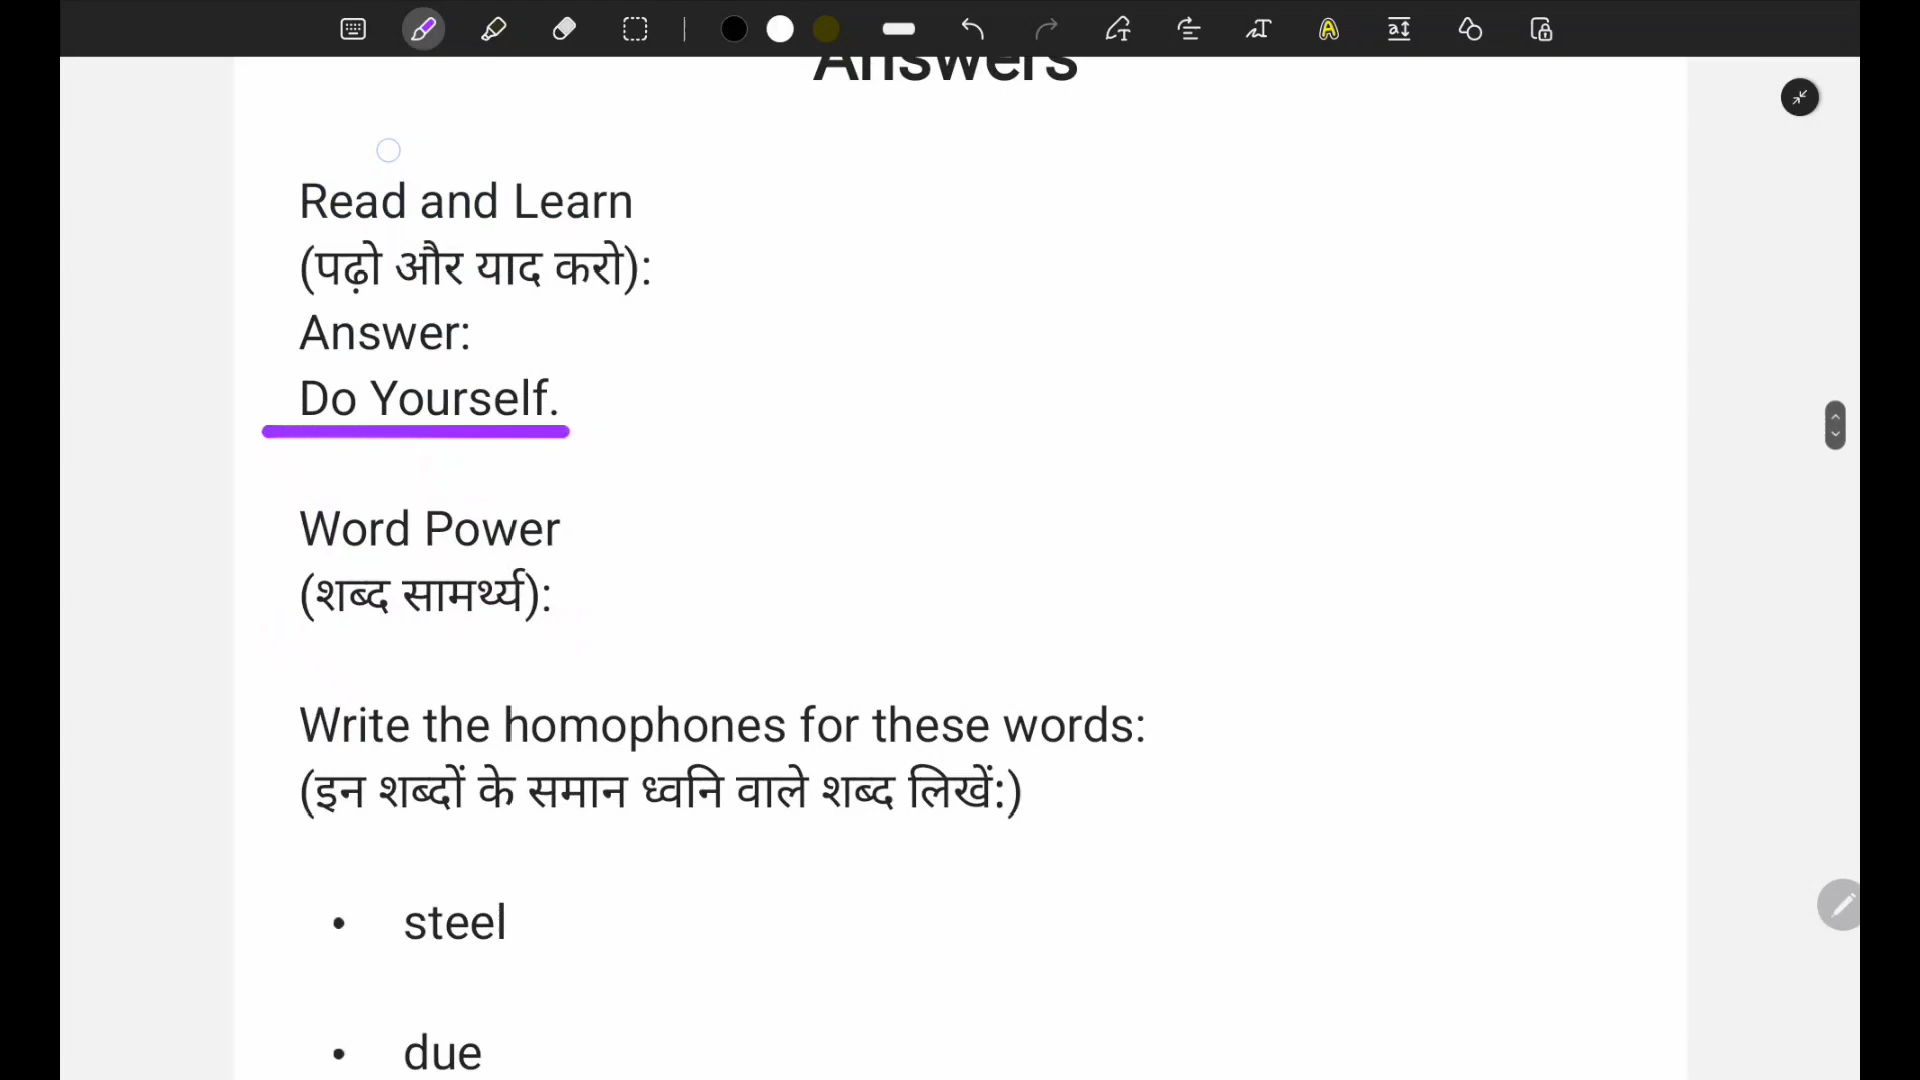 Answers
Read and Learn
(पढ़ो और याद करो):
Answer:
Do Yourself.
Word Power
(शब्द सामर्थ्य):
Write the homophones for these words:
(इन शब्दों के समान ध्वनि वाले शब्द लिखें:)
• steel
• due